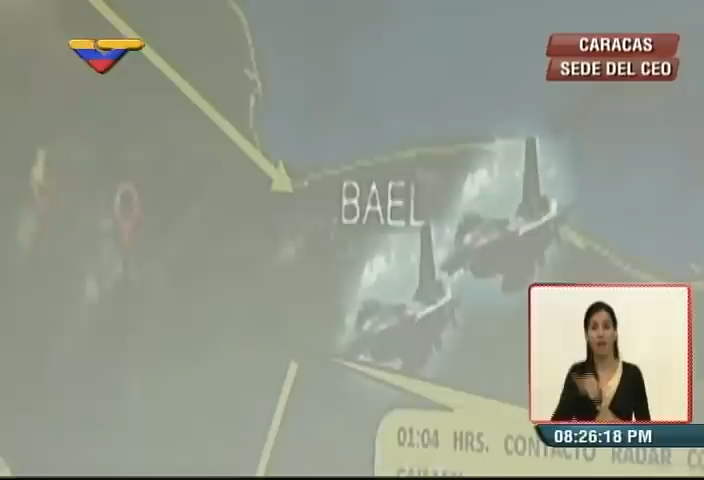 CARACAS
SEDE DEL CEO
BAEL
08:26:18 PM
01:04 HRS. CONTACTO RADAR